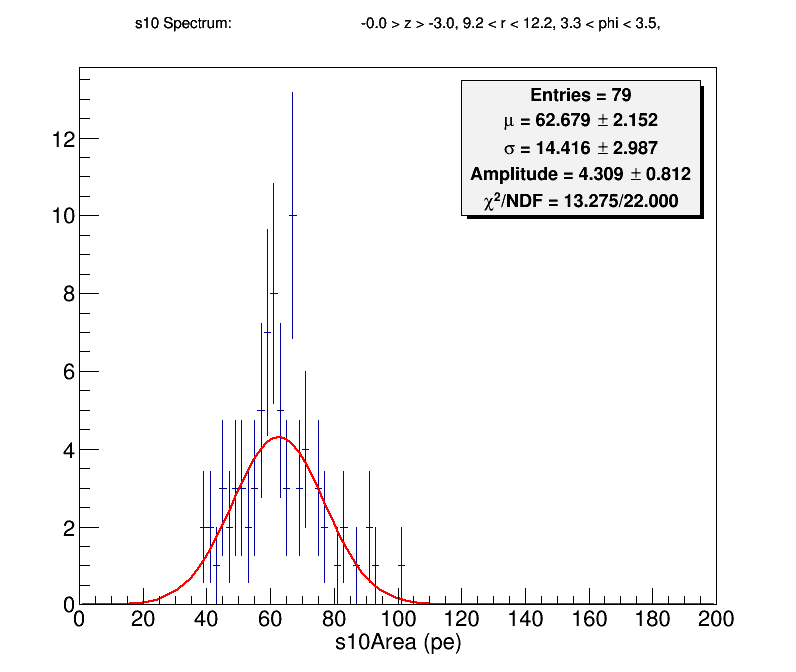 s10 Spectrum: -0.0 > z > -3.0, 9.2 < r < 12.2, 3.3 < phi < 3.5,
Entries = 79
μ = 62.679 ± 2.152
σ = 14.416 ± 2.987
Amplitude = 4.309 ± 0.812
χ²/NDF = 13.275/22.000
12
10
8
6
4
2
0
0 20 40 60 80 100 120 140 160 180 200
s10Area (pe)